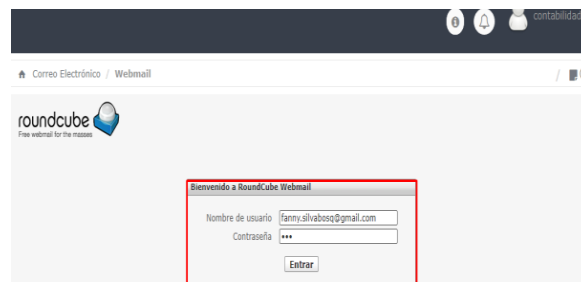 contabilidad
Correo Electrónico / Webmail /
roundcube
Free webmail for the masses
Bienvenido a RoundCube Webmail
Nombre de usuario fanny.silvabosq@gmail.com
Contraseña •••
Entrar